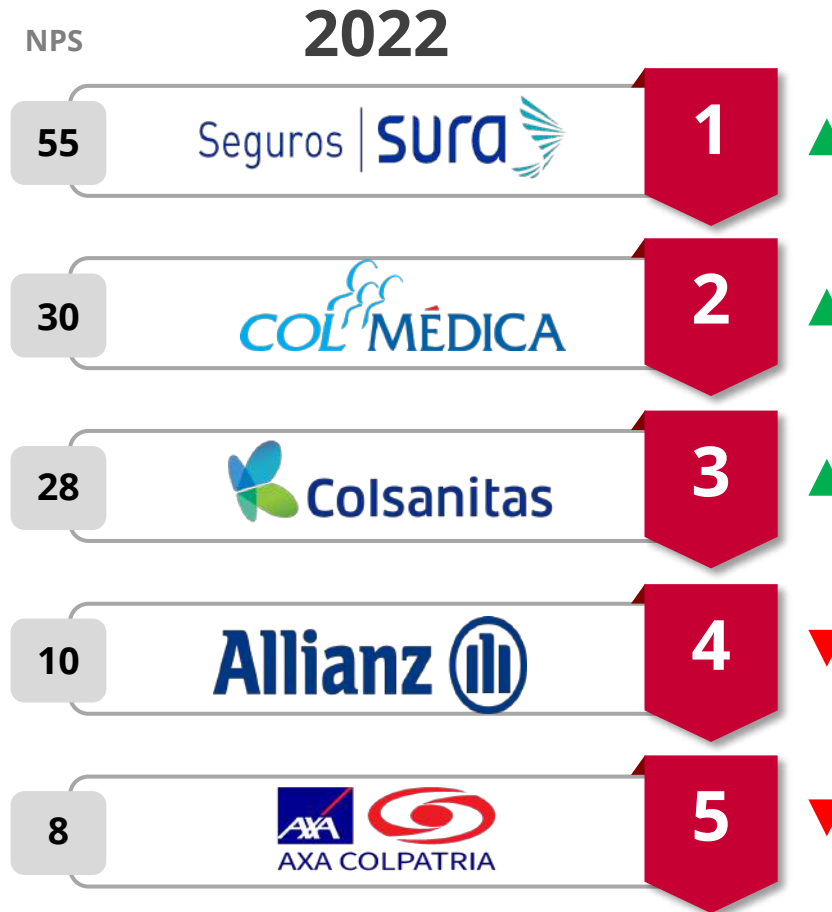 NPS 2022
55 Seguros sura 1
30 COLMÉDICA 2
28 Colsanitas 3
10 Allianz 4
8 AXA AXA COLPATRIA 5